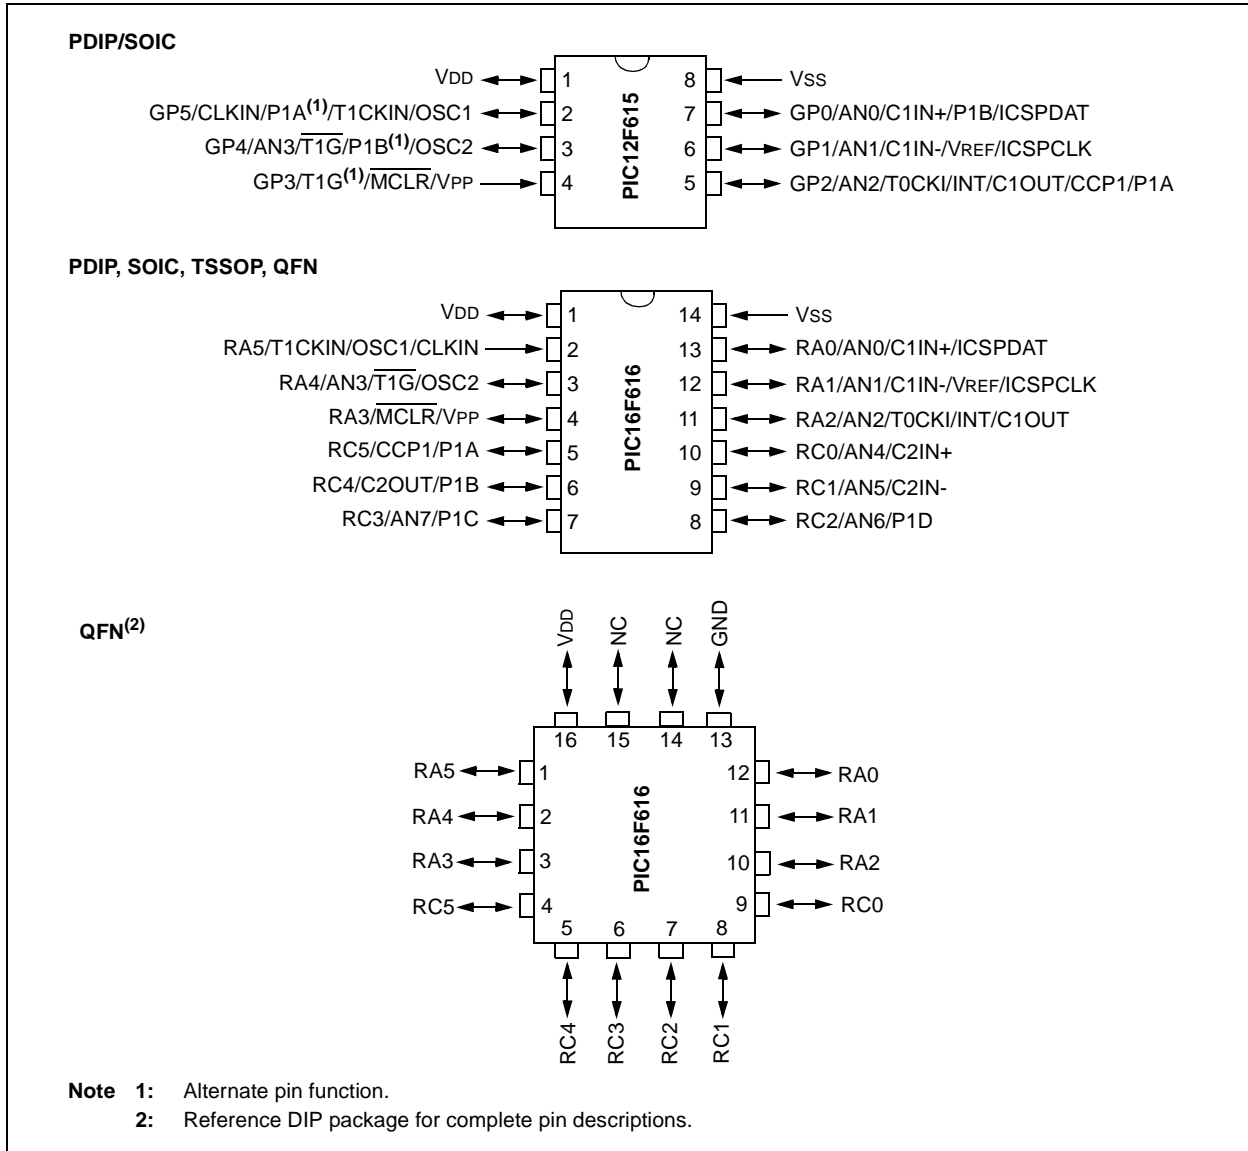 PDIP/SOIC
VDD 1 8 VSS
GP5/CLKIN/P1A(1)/T1CKIN/OSC1 2 7 GP0/AN0/C1IN+/P1B/ICSPDAT
GP4/AN3/T1G/P1B(1)/OSC2 3 6 GP1/AN1/C1IN-/VREF/ICSPCLK
GP3/T1G(1)/MCLR/VPP 4 5 GP2/AN2/T0CKI/INT/C1OUT/CCP1/P1A
PIC12F615
PDIP, SOIC, TSSOP, QFN
VDD 1 14 VSS
RA5/T1CKIN/OSC1/CLKIN 2 13 RA0/AN0/C1IN+/ICSPDAT
RA4/AN3/T1G/OSC2 3 12 RA1/AN1/C1IN-/VREF/ICSPCLK
RA3/MCLR/VPP 4 11 RA2/AN2/T0CKI/INT/C1OUT
RC5/CCP1/P1A 5 10 RC0/AN4/C2IN+
RC4/C2OUT/P1B 6 9 RC1/AN5/C2IN-
RC3/AN7/P1C 7 8 RC2/AN6/P1D
PIC16F616
QFN(2)
VDD NC NC GND
16 15 14 13
RA5 1 12 RA0
RA4 2 11 RA1
RA3 3 10 RA2
RC5 4 9 RC0
PIC16F616
5 6 7 8
RC4 RC3 RC2 RC1
Note 1: Alternate pin function.
2: Reference DIP package for complete pin descriptions.